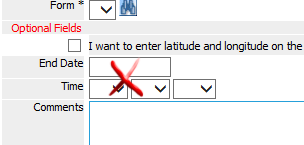 Form *
Optional Fields
I want to enter latitude and longitude on the
End Date
Time
Comments